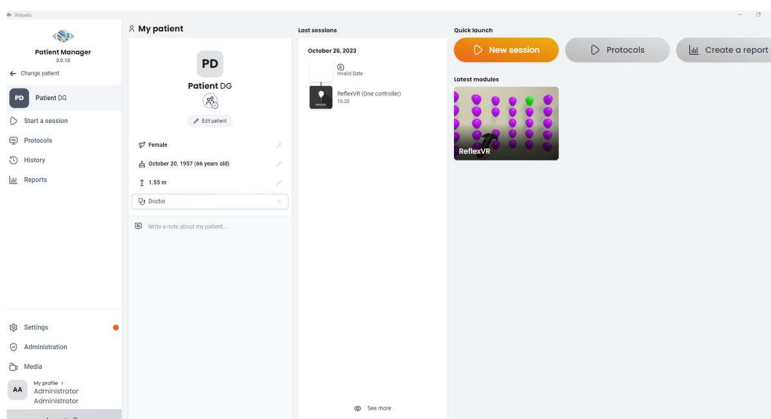 Virtualis
Patient Manager
3.0.10
Change patient
PD
Patient DG
Start a session
Protocols
History
Reports
Settings
Administration
Media
My profile
AA
Administrator
Administrator
My patient
PD
Patient DG
Edit patient
Female
October 20, 1957 (66 years old)
1.55 m
Doctor
Write a note about my patient...
Last sessions
October 26, 2023
Invalid Date
ReflexVR (One controller)
16:20
See more
Quick launch
New session
Protocols
Create a report
Latest modules
ReflexVR